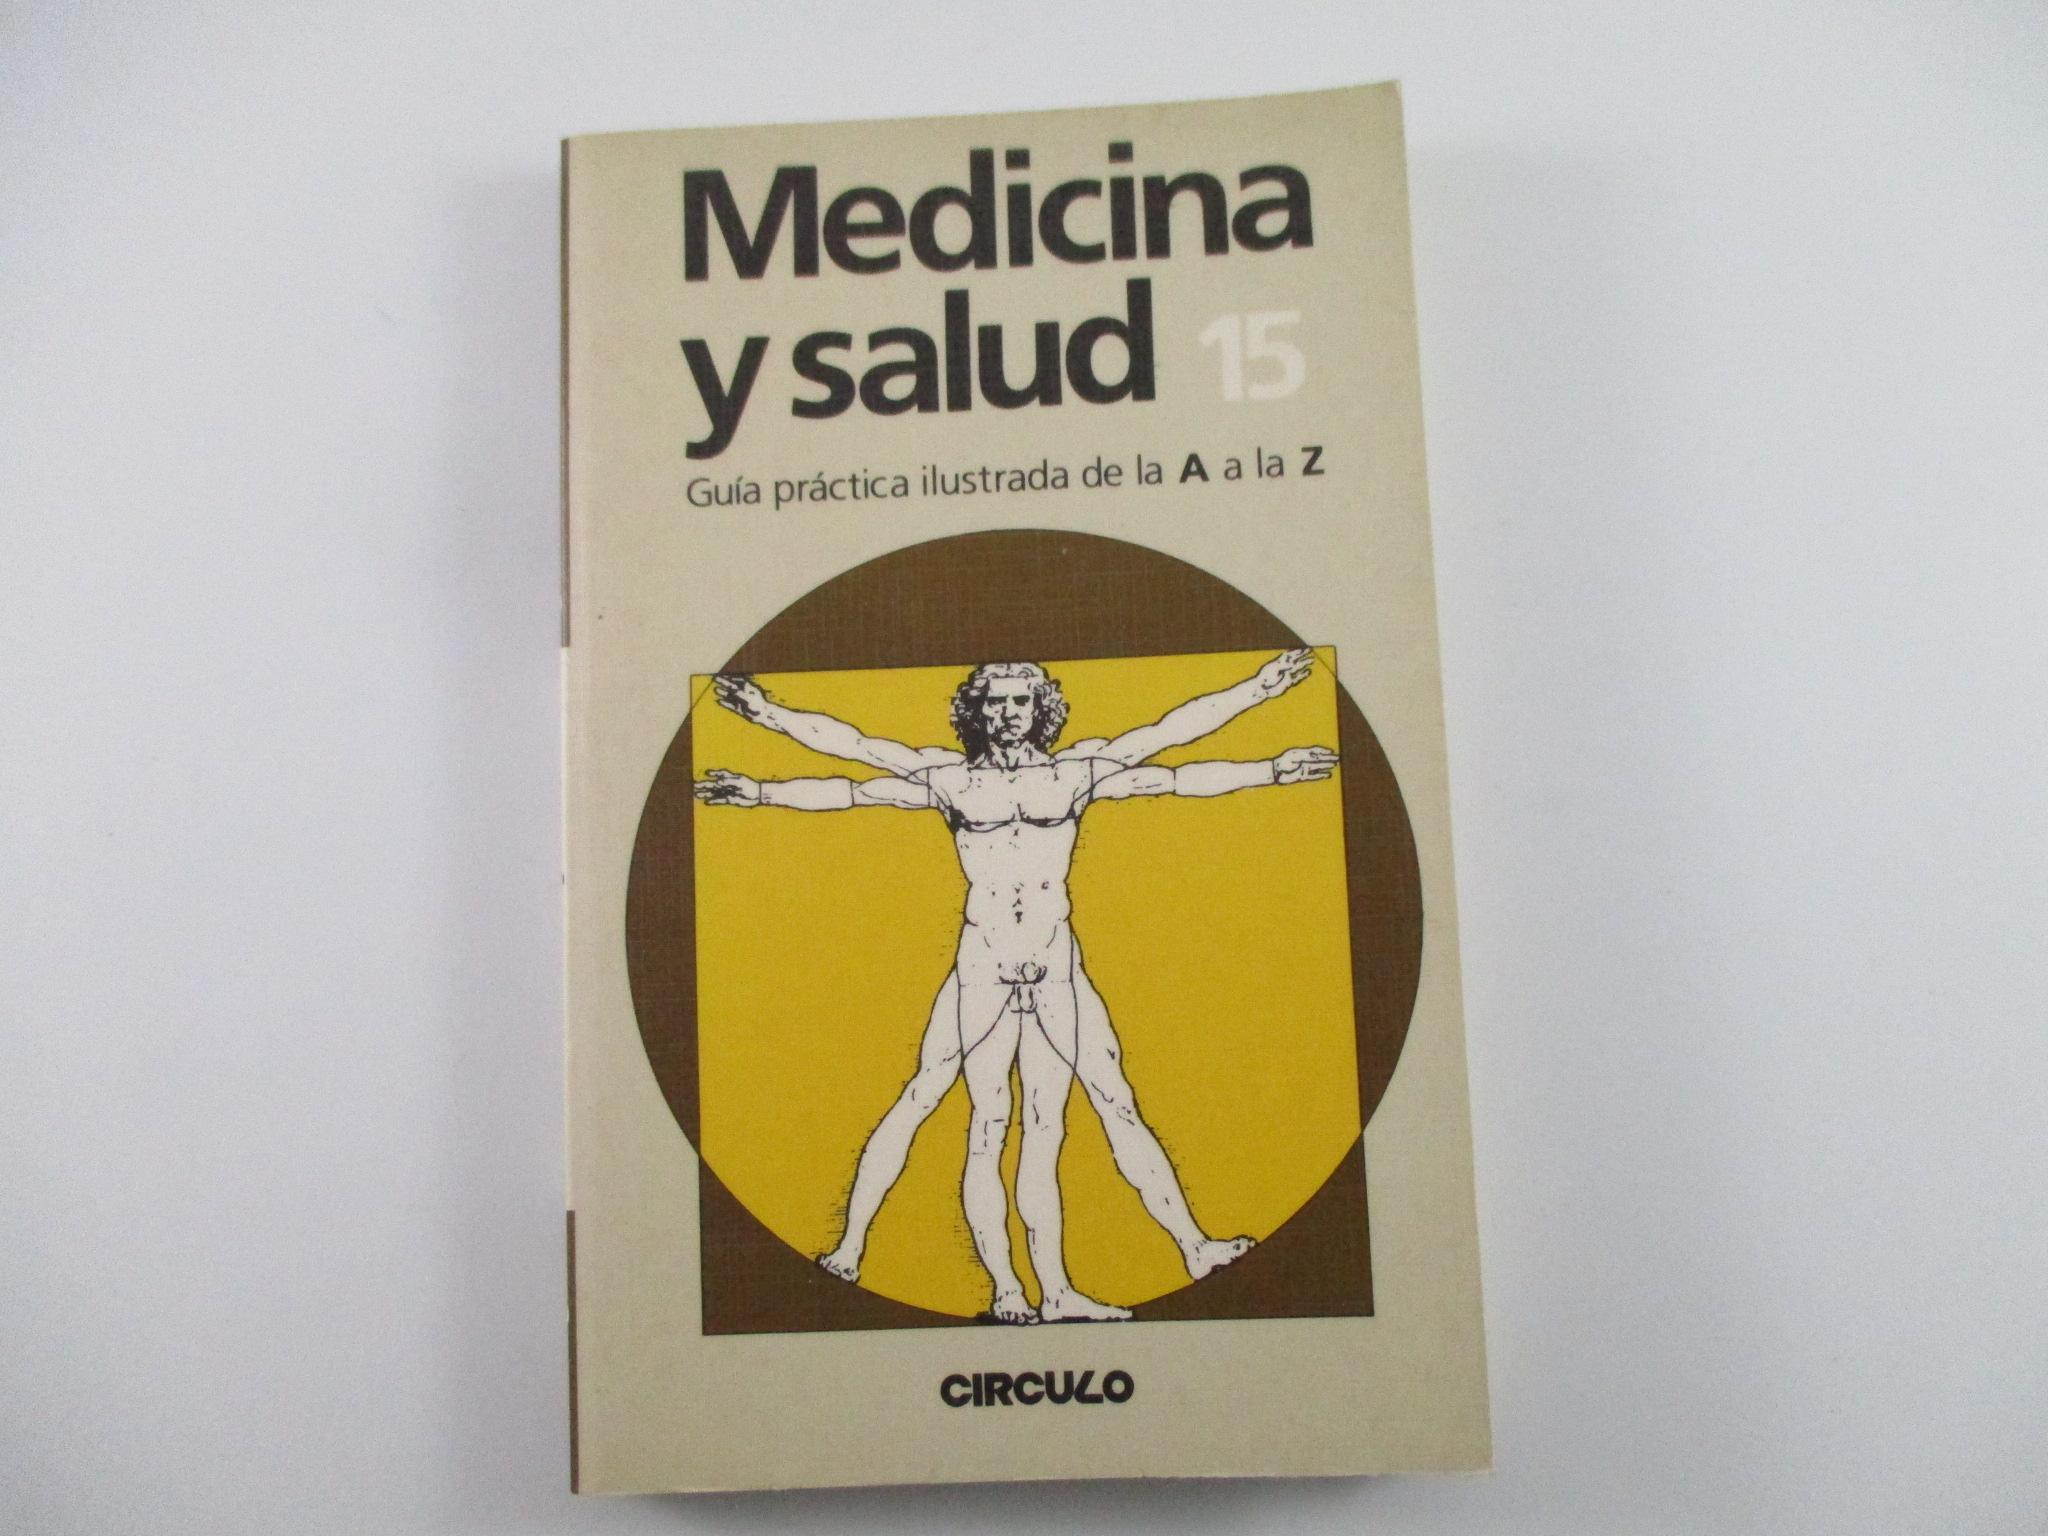 Medicina
y salud 15
Guía práctica ilustrada de la A a la Z
CIRCULO